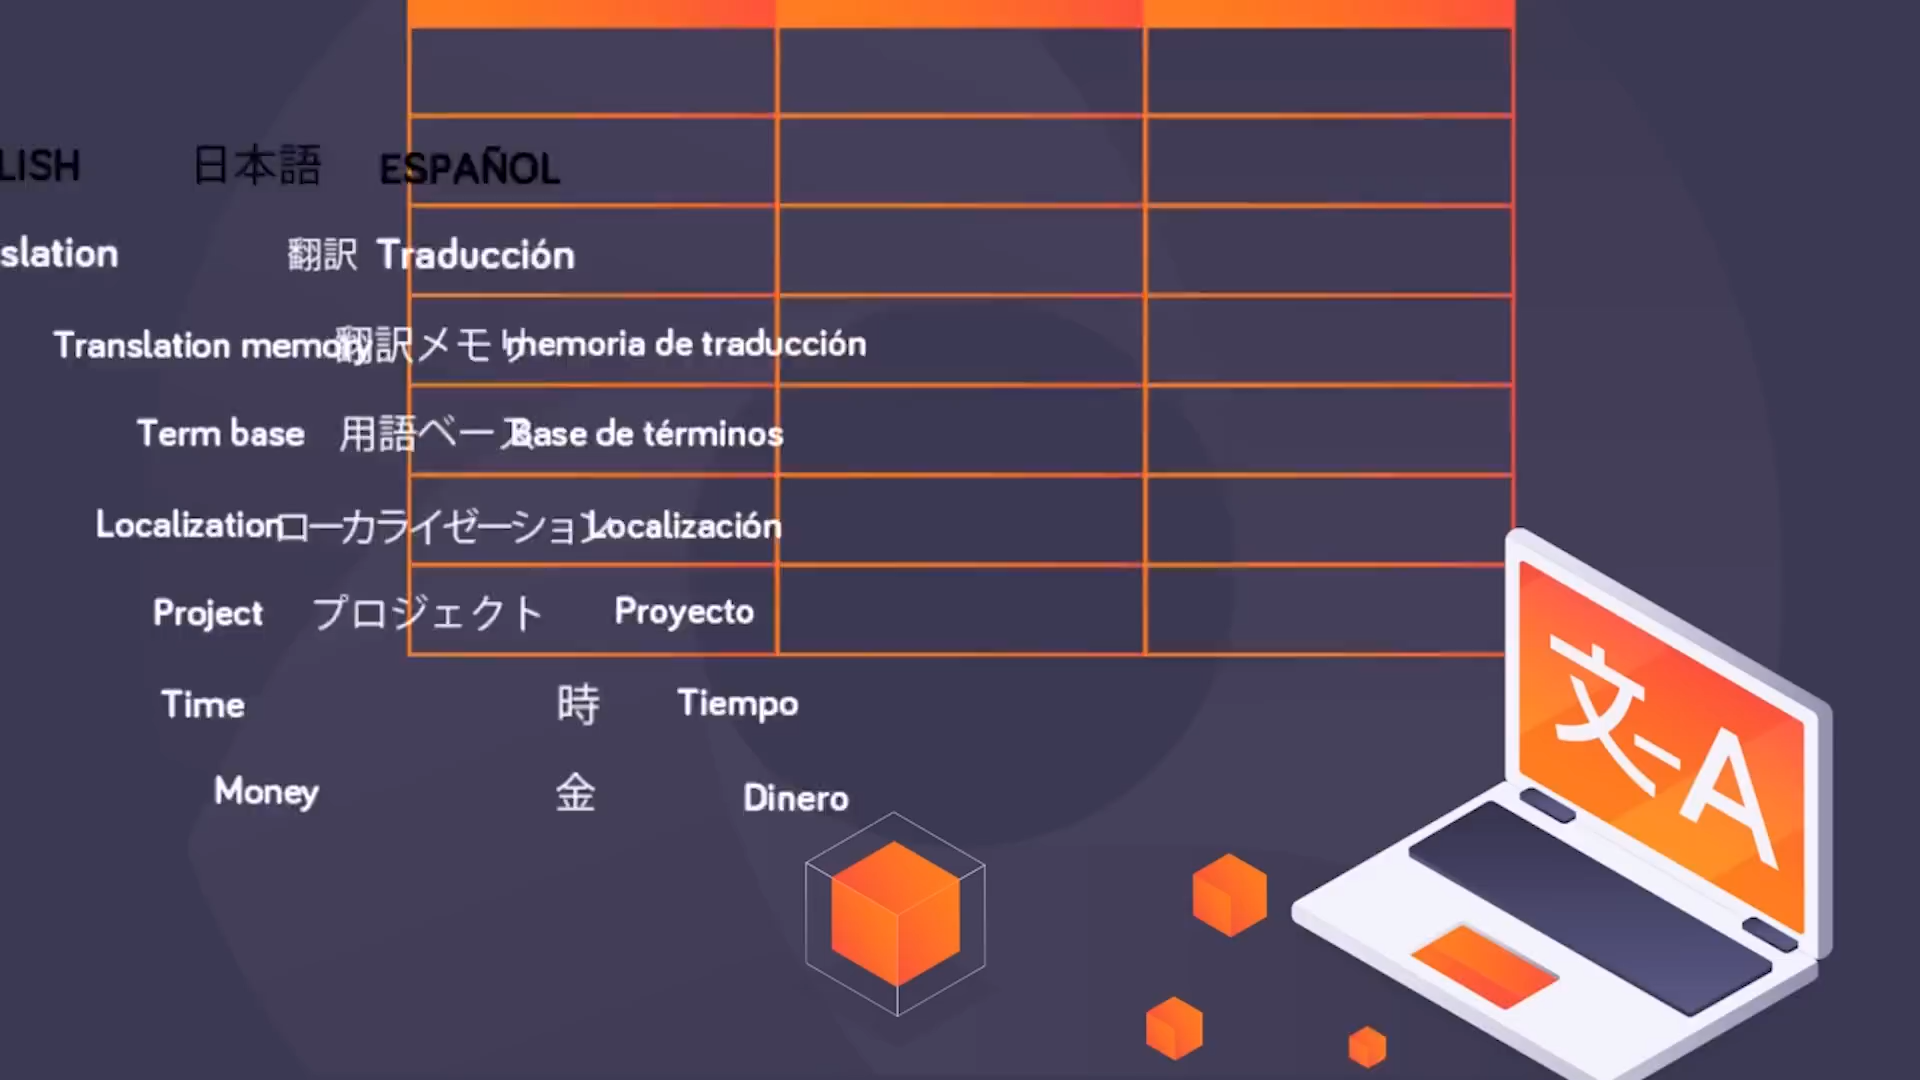 LISH 日本語 ESPAÑOL
slation 翻訳 Traducción
Translation memory 翻訳メモリ memoria de traducción
Term base 用語ベース Base de términos
Localization ローカライゼーション Localización
Project プロジェクト Proyecto
Time 時 Tiempo
Money 金 Dinero
文-A